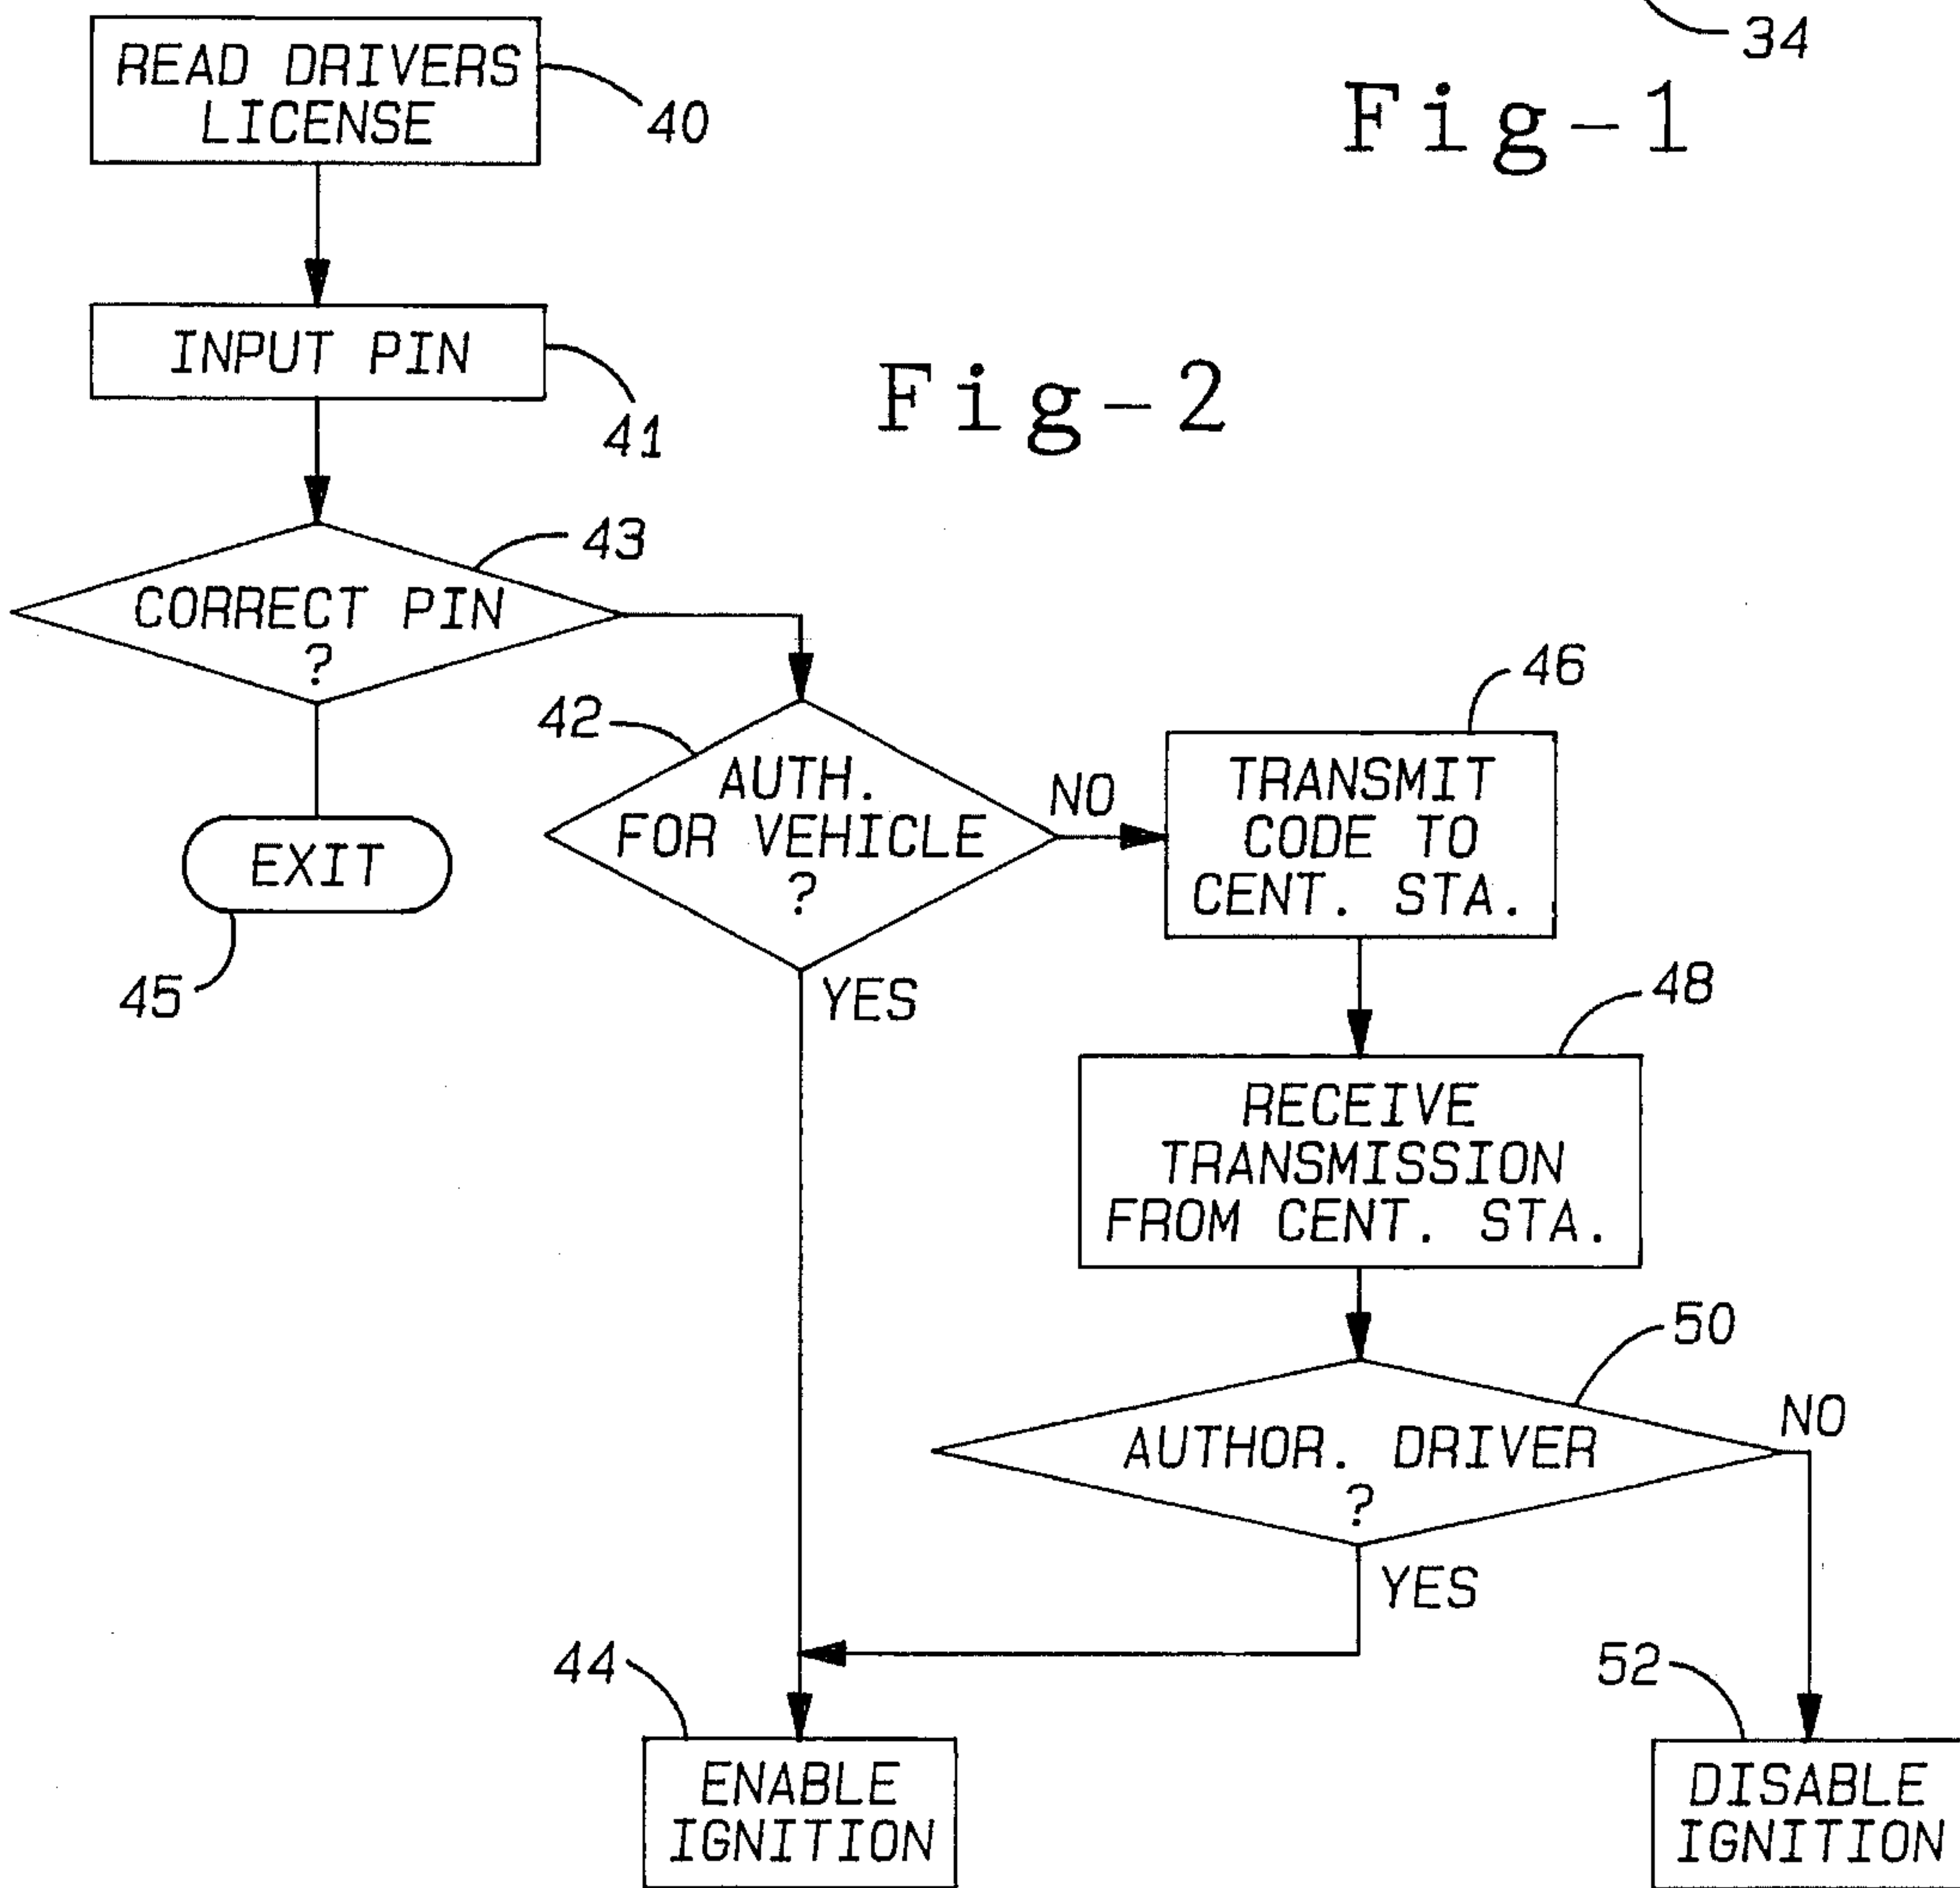 34
Fig-1
READ DRIVERS
LICENSE
40
INPUT PIN
41
Fig-2
CORRECT PIN
?
43
EXIT
45
42
AUTH.
FOR VEHICLE
?
NO
YES
46
TRANSMIT
CODE TO
CENT. STA.
48
RECEIVE
TRANSMISSION
FROM CENT. STA.
50
AUTHOR. DRIVER
?
NO
YES
44
ENABLE
IGNITION
52
DISABLE
IGNITION